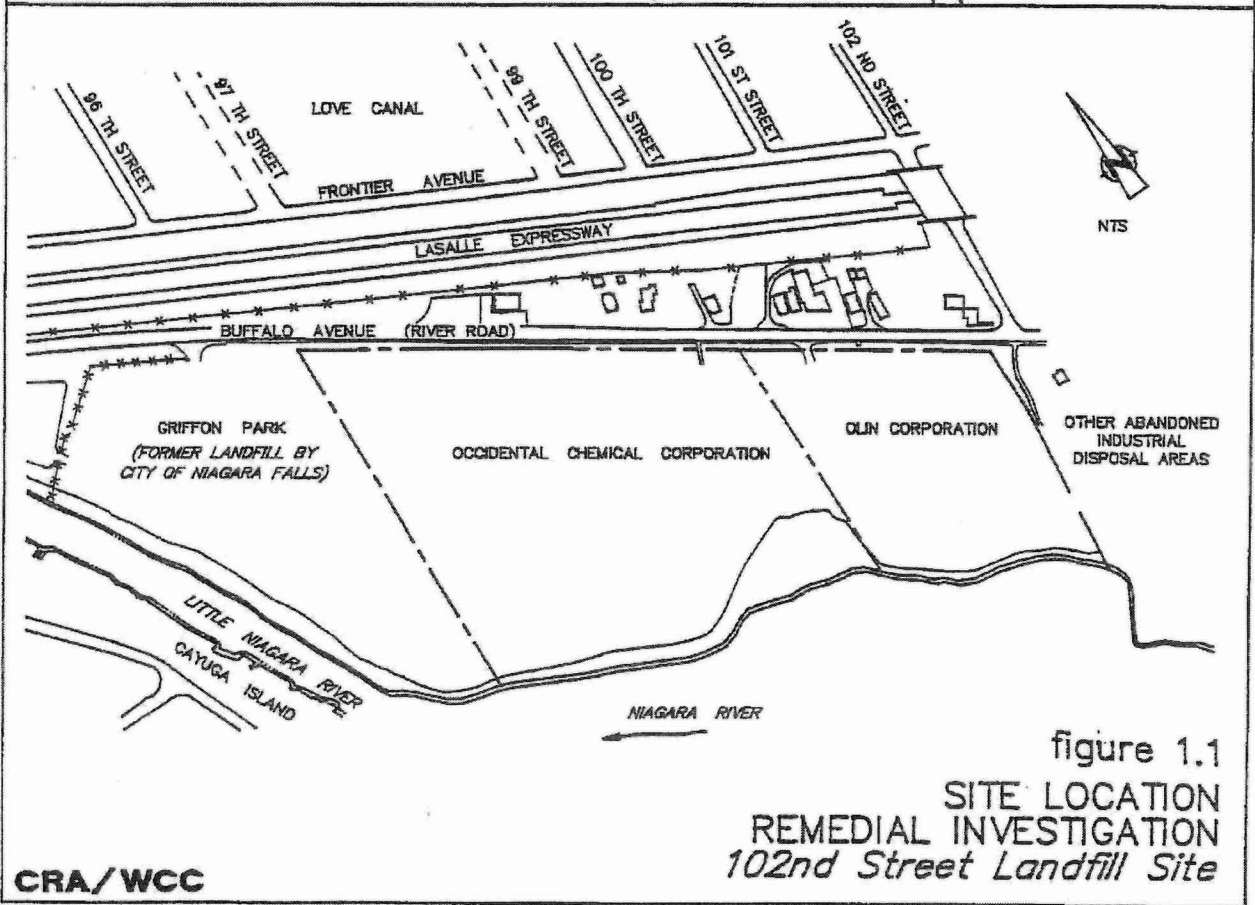 96 TH STREET
97 TH STREET
LOVE CANAL
99 TH STREET
100 TH STREET
101 ST STREET
102 ND STREET
FRONTIER AVENUE
LASALLE EXPRESSWAY
NTS
BUFFALO AVENUE (RIVER ROAD)
GRIFFON PARK
(FORMER LANDFILL BY
CITY OF NIAGARA FALLS)
OCCIDENTAL CHEMICAL CORPORATION
OLIN CORPORATION
OTHER ABANDONED
INDUSTRIAL
DISPOSAL AREAS
LITTLE NIAGARA RIVER
CAYUGA ISLAND
NIAGARA RIVER
figure 1.1
SITE LOCATION
REMEDIAL INVESTIGATION
102nd Street Landfill Site
CRA/WCC